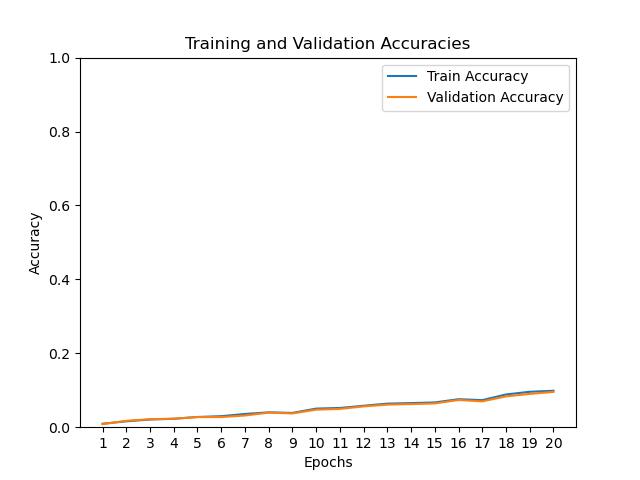 Training and Validation Accuracies
Train Accuracy
Validation Accuracy
1.0
0.8
0.6
0.4
0.2
0.0
Accuracy
1 2 3 4 5 6 7 8 9 10 11 12 13 14 15 16 17 18 19 20
Epochs